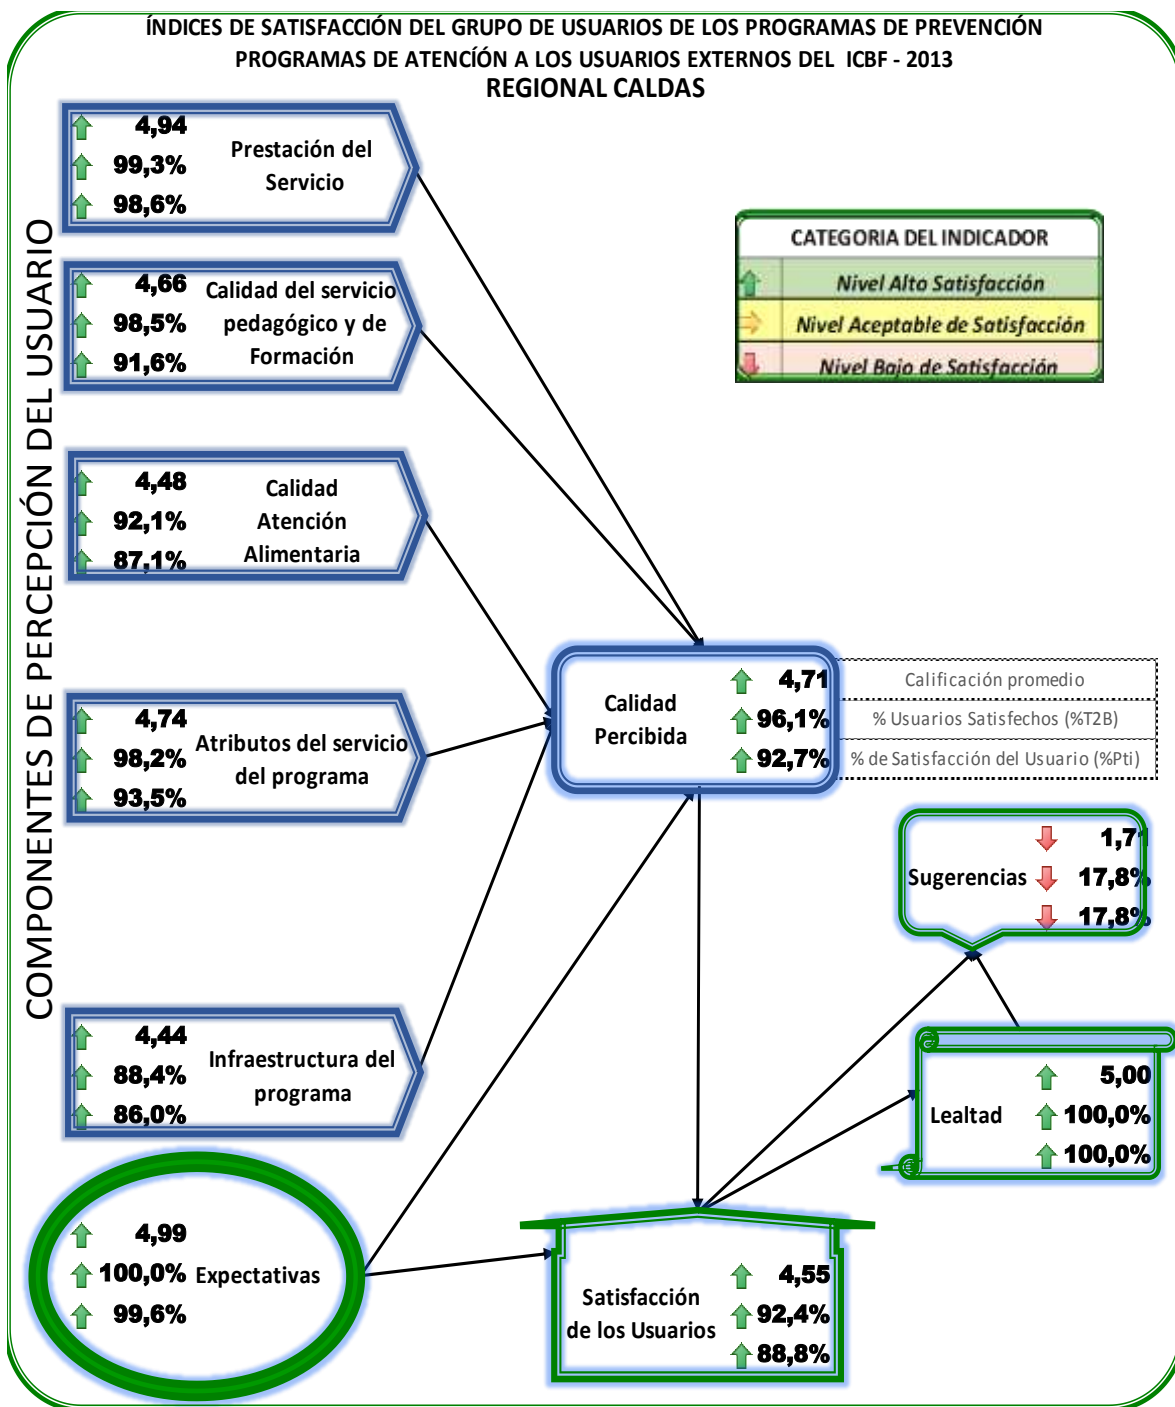 ÍNDICES DE SATISFACCIÓN DEL GRUPO DE USUARIOS DE LOS PROGRAMAS DE PREVENCIÓN
PROGRAMAS DE ATENCÍÓN A LOS USUARIOS EXTERNOS DEL ICBF - 2013
REGIONAL CALDAS
COMPONENTES DE PERCEPCIÓN DEL USUARIO
4,94
99,3%
98,6%
Prestación del
Servicio
4,66
98,5%
91,6%
Calidad del servicio
pedagógico y de
Formación
4,48
92,1%
87,1%
Calidad
Atención
Alimentaria
4,74
98,2%
93,5%
Atributos del servicio
del programa
4,44
88,4%
86,0%
Infraestructura del
programa
4,99
100,0%
99,6%
Expectativas
CATEGORIA DEL INDICADOR
Nivel Alto Satisfacción
Nivel Aceptable de Satisfacción
Nivel Bajo de Satisfacción
Calidad
Percibida
4,71
96,1%
92,7%
Calificación promedio
% Usuarios Satisfechos (%T2B)
% de Satisfacción del Usuario (%Pti)
Sugerencias
1,71
17,8%
17,8%
Lealtad
5,00
100,0%
100,0%
Satisfacción
de los Usuarios
4,55
92,4%
88,8%